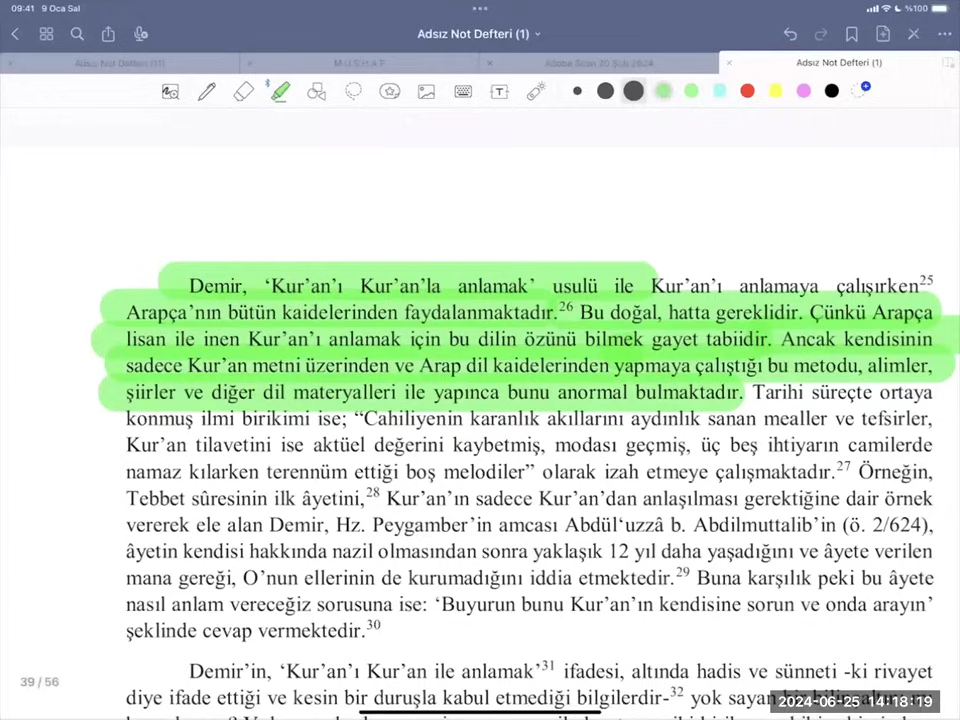 09:41 9 Oca Sal
%100
Adsız Not Defteri (1)
Adsız Not Defteri (11)
M U S H A F
Adobe Scan 20 Şub 2024
Adsız Not Defteri (1)
Demir, ‘Kur’an’ı Kur’an’la anlamak’ usulü ile Kur’an’ı anlamaya çalışırken25
Arapça’nın bütün kaidelerinden faydalanmaktadır.26 Bu doğal, hatta gereklidir. Çünkü Arapça
lisan ile inen Kur’an’ı anlamak için bu dilin özünü bilmek gayet tabiidir. Ancak kendisinin
sadece Kur’an metni üzerinden ve Arap dil kaidelerinden yapmaya çalıştığı bu metodu, alimler,
şiirler ve diğer dil materyalleri ile yapınca bunu anormal bulmaktadır. Tarihi süreçte ortaya
konmuş ilmi birikimi ise; “Cahiliyenin karanlık akıllarını aydınlık sanan mealler ve tefsirler,
Kur’an tilavetini ise aktüel değerini kaybetmiş, modası geçmiş, üç beş ihtiyarın camilerde
namaz kılarken terennüm ettiği boş melodiler” olarak izah etmeye çalışmaktadır.27 Örneğin,
Tebbet sûresinin ilk âyetini,28 Kur’an’ın sadece Kur’an’dan anlaşılması gerektiğine dair örnek
vererek ele alan Demir, Hz. Peygamber’in amcası Abdül‘uzzâ b. Abdilmuttalib’in (ö. 2/624),
âyetin kendisi hakkında nazil olmasından sonra yaklaşık 12 yıl daha yaşadığını ve âyete verilen
mana gereği, O’nun ellerinin de kurumadığını iddia etmektedir.29 Buna karşılık peki bu âyete
nasıl anlam vereceğiz sorusuna ise: ‘Buyurun bunu Kur’an’ın kendisine sorun ve onda arayın’
şeklinde cevap vermektedir.30
39 / 56
Demir’in, ‘Kur’an’ı Kur’an ile anlamak’31 ifadesi, altında hadis ve sünneti -ki rivayet
diye ifade ettiği ve kesin bir duruşla kabul etmediği bilgilerdir-32 yok sayan
2024-06-25 14:18:19